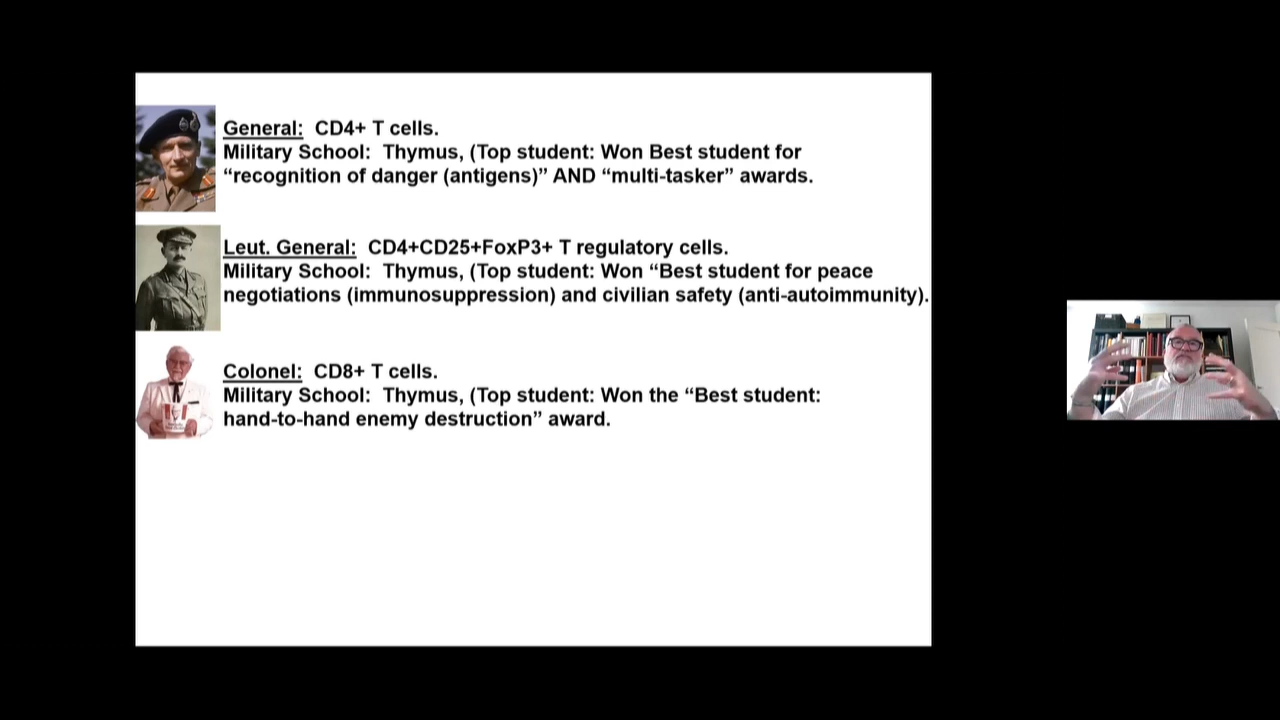 General: CD4+ T cells.
Military School: Thymus, (Top student: Won Best student for
“recognition of danger (antigens)” AND “multi-tasker” awards.
Leut. General: CD4+CD25+FoxP3+ T regulatory cells.
Military School: Thymus, (Top student: Won “Best student for peace
negotiations (immunosuppression) and civilian safety (anti-autoimmunity).
Colonel: CD8+ T cells.
Military School: Thymus, (Top student: Won the “Best student:
hand-to-hand enemy destruction” award.